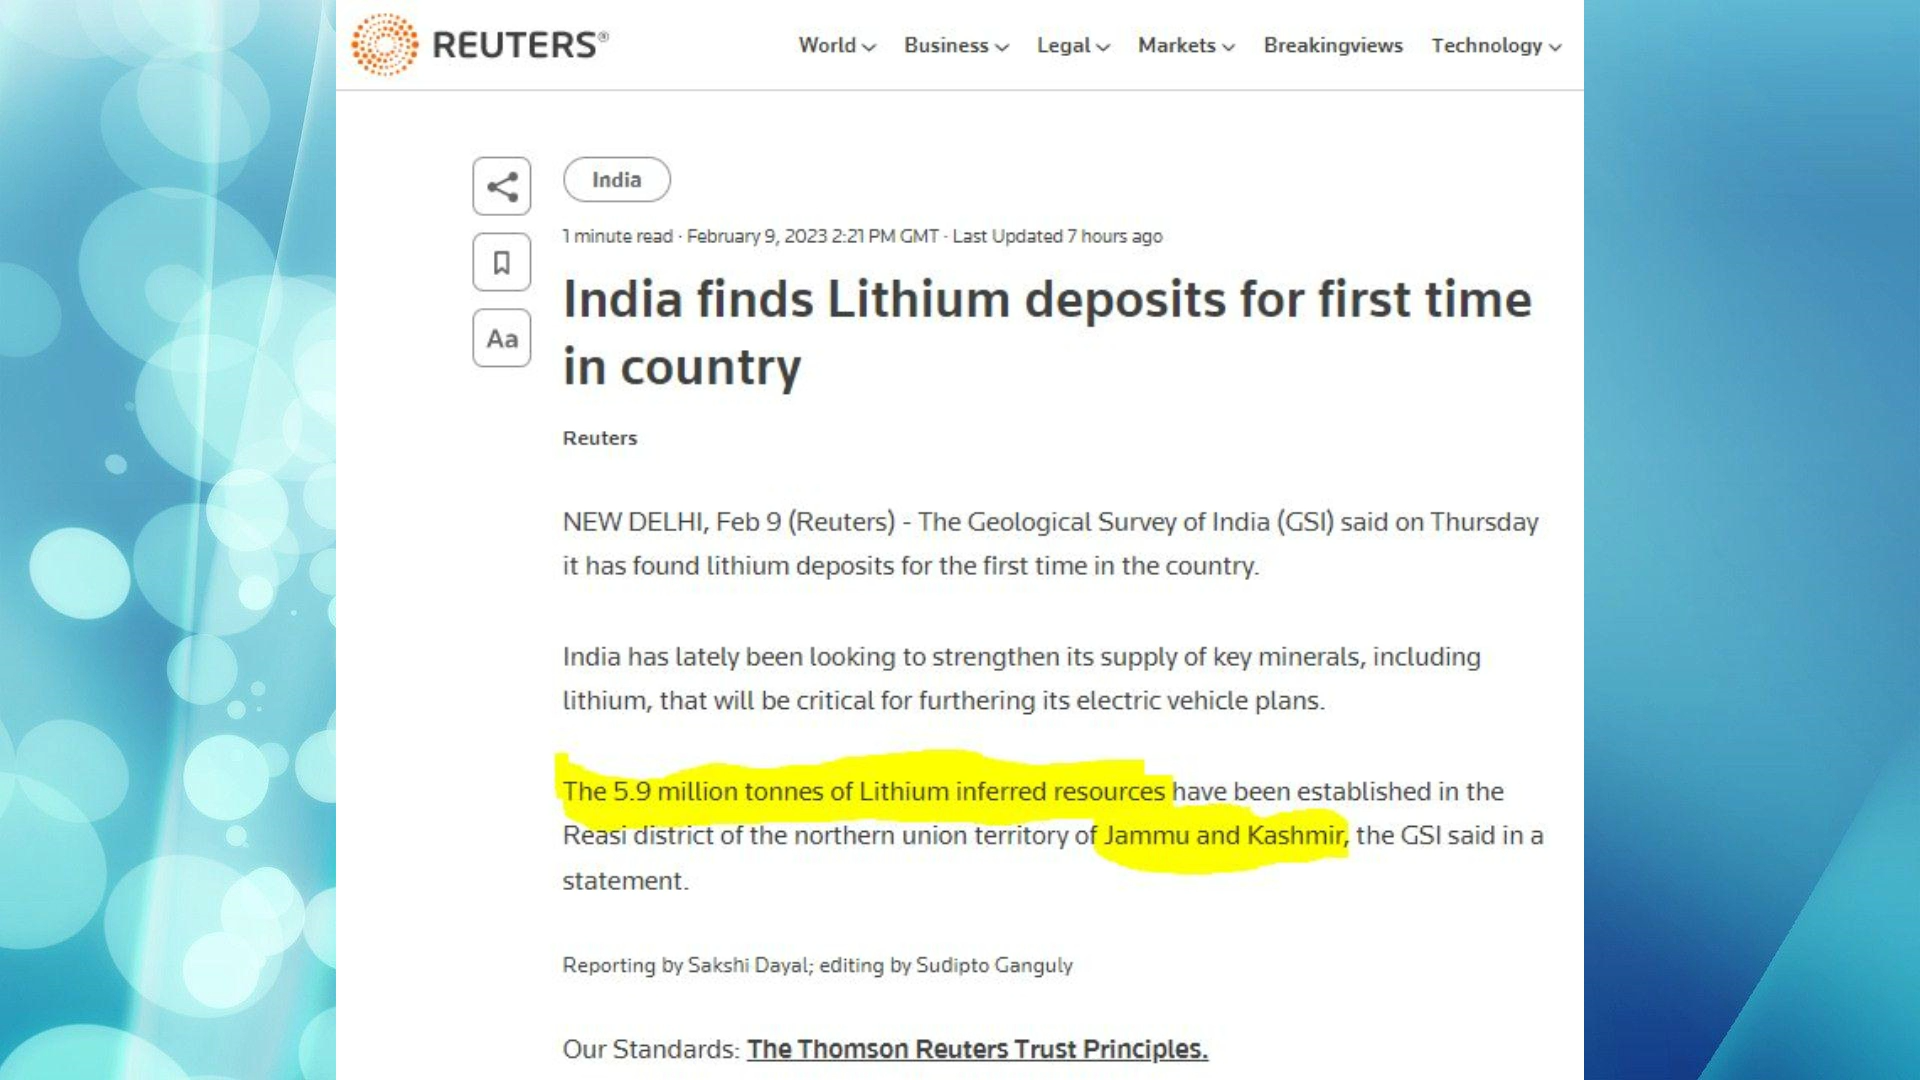 REUTERS®
World Business Legal Markets Breakingviews Technology
India
1 minute read · February 9, 2023 2:21 PM GMT · Last Updated 7 hours ago
Aa
India finds Lithium deposits for first time
in country
Reuters
NEW DELHI, Feb 9 (Reuters) - The Geological Survey of India (GSI) said on Thursday
it has found lithium deposits for the first time in the country.
India has lately been looking to strengthen its supply of key minerals, including
lithium, that will be critical for furthering its electric vehicle plans.
The 5.9 million tonnes of Lithium inferred resources have been established in the
Reasi district of the northern union territory of Jammu and Kashmir, the GSI said in a
statement.
Reporting by Sakshi Dayal; editing by Sudipto Ganguly
Our Standards: The Thomson Reuters Trust Principles.